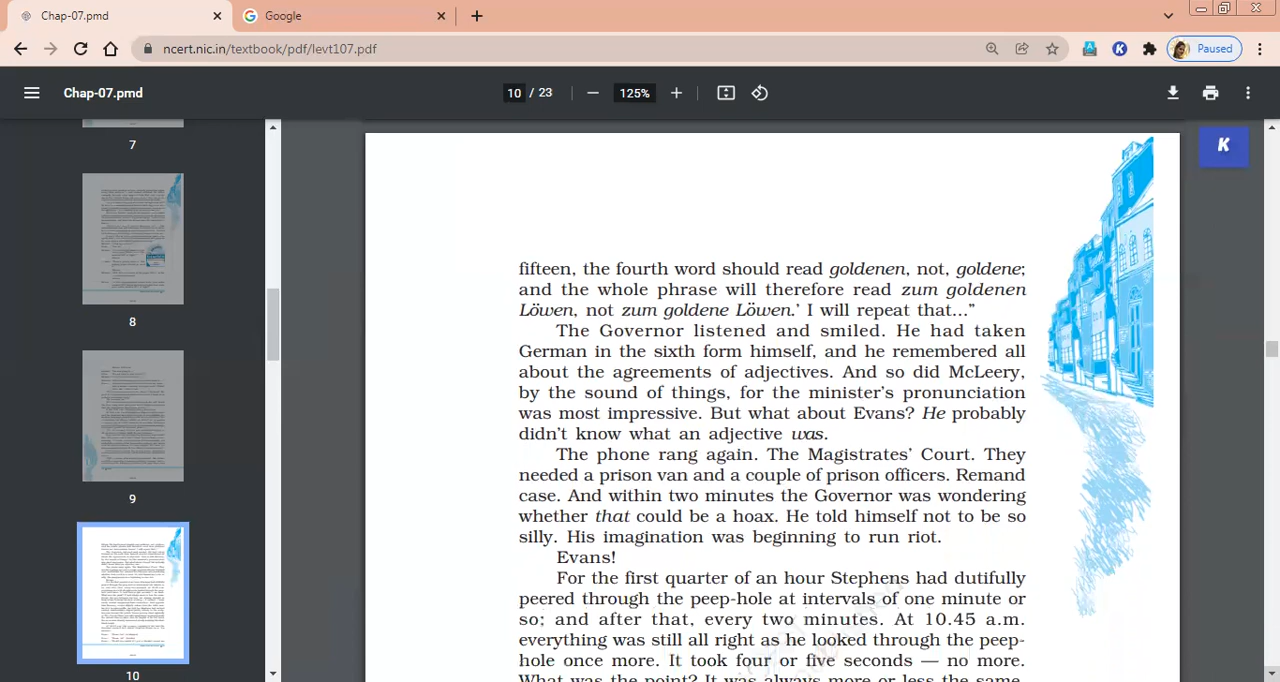 Chap-07.pmd
Google
ncert.nic.in/textbook/pdf/levt107.pdf
Paused
Chap-07.pmd
10 / 23
125%
7
8
9
10
K
fifteen, the fourth word should read goldenen, not, goldene;
and the whole phrase will therefore read zum goldenen
Löwen, not zum goldene Löwen.' I will repeat that..."
The Governor listened and smiled. He had taken
German in the sixth form himself, and he remembered all
about the agreements of adjectives. And so did McLeery,
by the sound of things, for the minister's pronunciation
was most impressive. But what about Evans? He probably
didn't know what an adjective was.
The phone rang again. The Magistrates' Court. They
needed a prison van and a couple of prison officers. Remand
case. And within two minutes the Governor was wondering
whether that could be a hoax. He told himself not to be so
silly. His imagination was beginning to run riot.
Evans!
For the first quarter of an hour Stephens had dutifully
peered through the peep-hole at intervals of one minute or
so; and after that, every two minutes. At 10.45 a.m.
everything was still all right as he looked through the peep-
hole once more. It took four or five seconds — no more.
What was the point? It was always more or less the same.